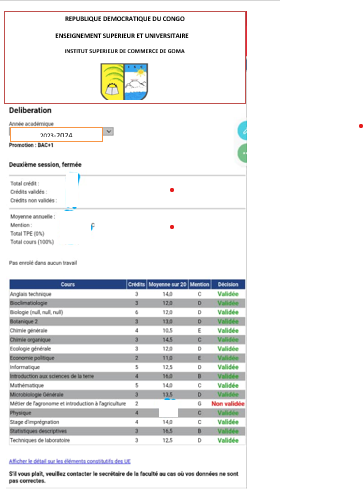 REPUBLIQUE DEMOCRATIQUE DU CONGO
ENSEIGNEMENT SUPERIEUR ET UNIVERSITAIRE
INSTITUT SUPERIEUR DE COMMERCE DE GOMA
Deliberation
Année académique
2023-2024
Promotion : BAC+1
Deuxième session, fermée
Total crédit :
Crédits validés :
Crédits non validés :
Moyenne annuelle :
Mention :
Total TPE (0%)
Total cours (100%)
Pas enrolé dans aucun travail
Cours Crédits Moyenne sur 20 Mention Décision
Anglais technique 3 14,0 C Validée
Bioclimatologie 3 12,0 D Validée
Biologie (null, null, null) 6 12,0 D Validée
Botanique 2 3 13,0 D Validée
Chimie générale 4 10,5 E Validée
Chimie organique 3 14,5 C Validée
Ecologie générale 3 12,0 D Validée
Economie politique 2 11,0 E Validée
Informatique 5 12,5 D Validée
Introduction aux sciences de la terre 4 16,0 B Validée
Mathématique 5 14,0 C Validée
Microbiologie Générale 3 13,5 D Validée
Métier de l'agronome et introduction à l'agriculture 2 G Non validée
Physique 4 C Validée
Stage d'imprégnation 4 14,0 C Validée
Statistiques descriptives 3 16,5 B Validée
Techniques de laboratoire 3 12,5 D Validée
Afficher le détail sur les éléments constitutifs des UE
S'il vous plait, veuillez contacter le secrétaire de la faculté au cas où vos données ne sont
pas correctes.